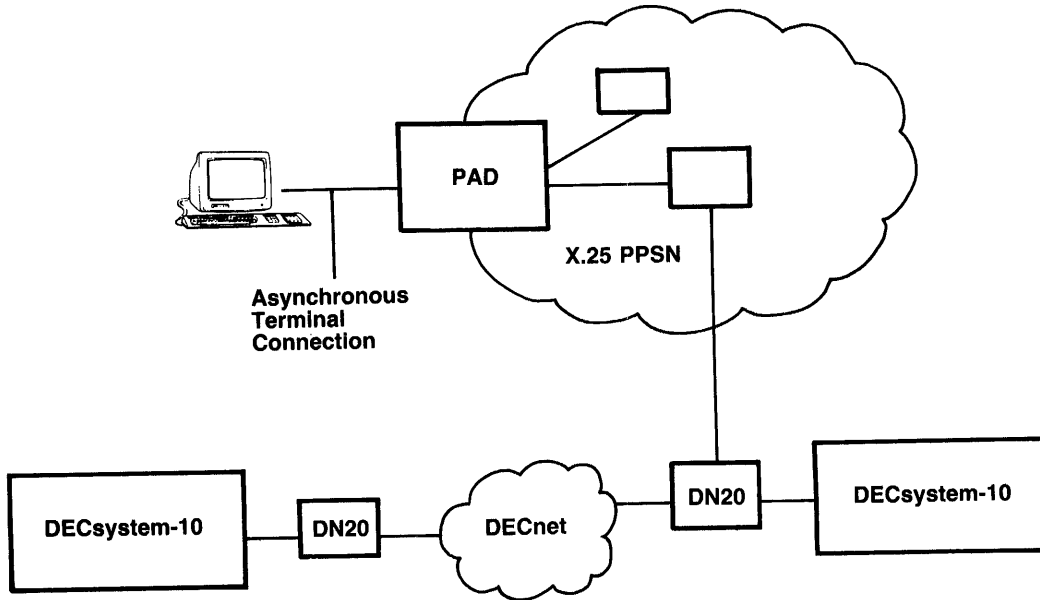 PAD
X.25 PPSN
Asynchronous
Terminal
Connection
DECsystem-10
DN20
DECnet
DN20
DECsystem-10